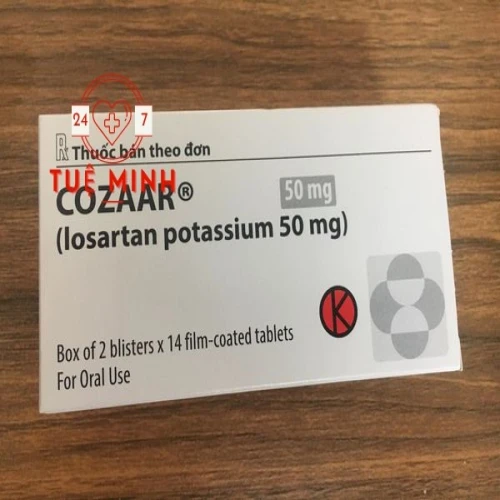 24 7
Rx Thuốc bán theo đơn
TUỆ MINH
COZAAR® 50 mg
(losartan potassium 50 mg)
K
Box of 2 blisters x 14 film-coated tablets
For Oral Use